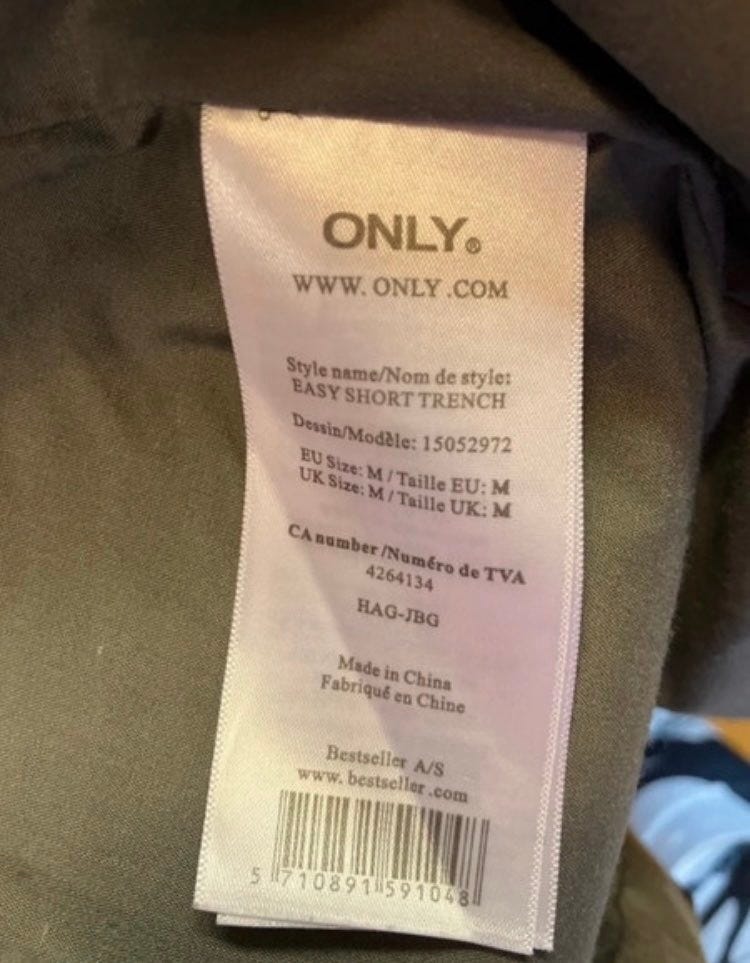 ONLY®
WWW. ONLY .COM
Style name/Nom de style:
EASY SHORT TRENCH
Dessin/Modèle: 15052972
EU Size: M / Taille EU: M
UK Size: M / Taille UK: M
CA number /Numéro de TVA
4264134
HAG-JBG
Made in China
Fabriqué en Chine
Bestseller A/S
www. bestseller .com
5 710891 591048